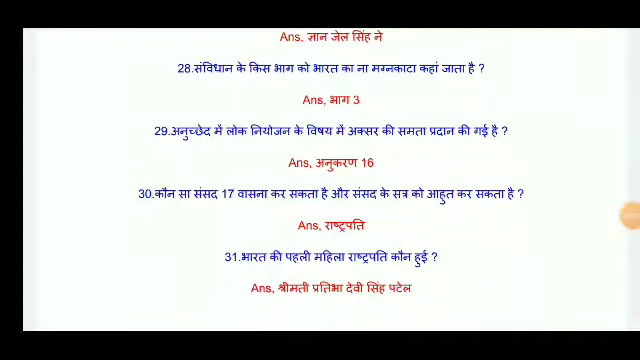 Ans, ज्ञान जेल सिंह ने
28.संविधान के किस भाग को भारत का ना मग्नकाटा कहां जाता है ?
Ans, भाग 3
29.अनुच्छेद में लोक नियोजन के विषय में अक्सर की समता प्रदान की गई है ?
Ans, अनुकरण 16
30.कौन सा संसद 17 वासना कर सकता है और संसद के सत्र को आहुत कर सकता है ?
Ans, राष्ट्रपति
31.भारत की पहली महिला राष्ट्रपति कौन हुई ?
Ans, श्रीमती प्रतिभा देवी सिंह पटेल